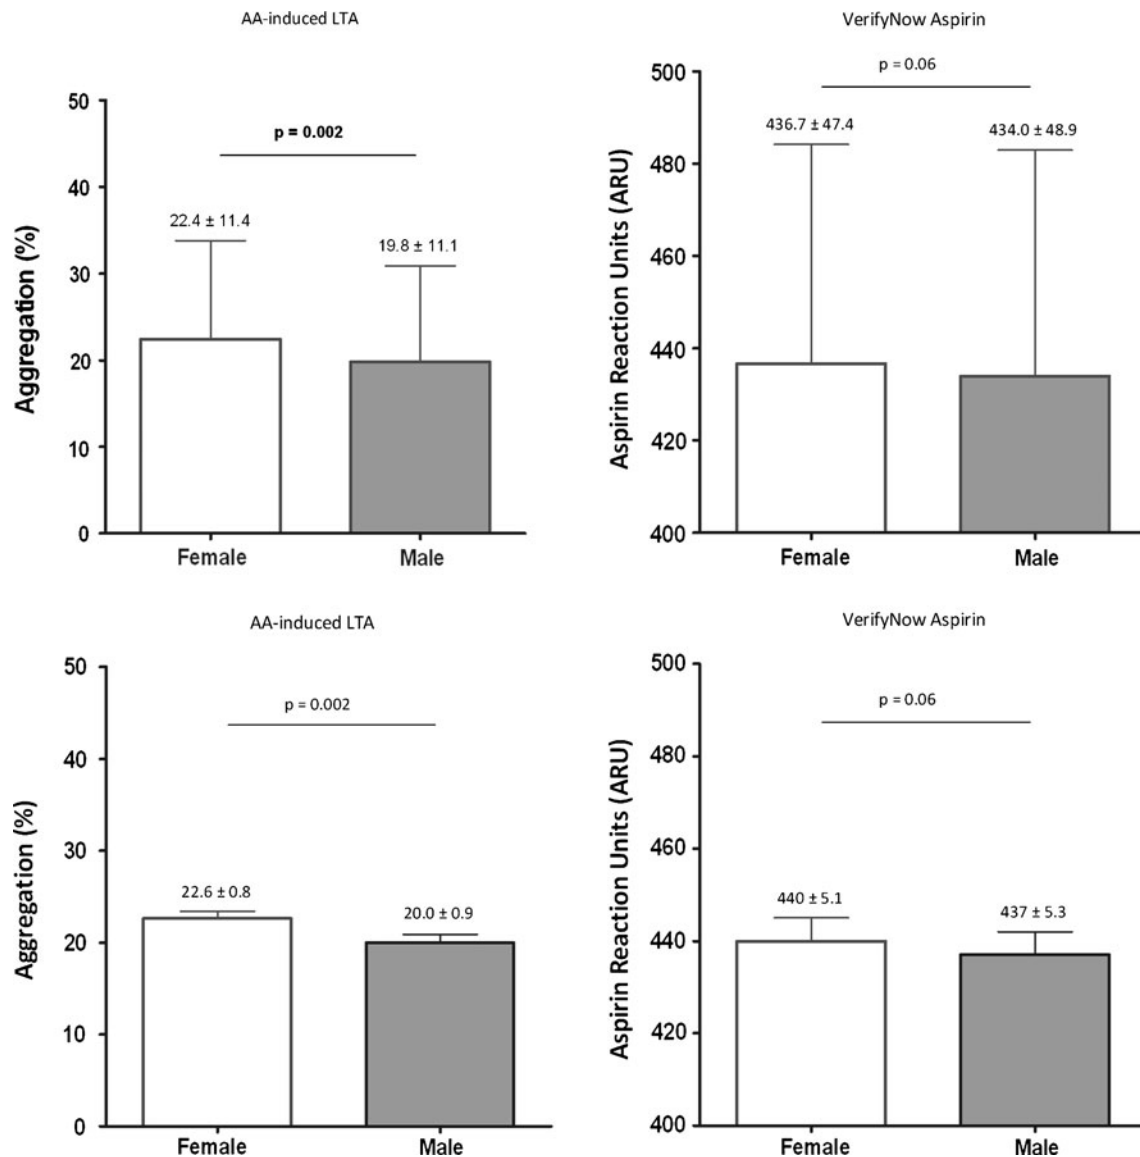 AA-induced LTA
p = 0.002
22.4 ± 11.4
19.8 ± 11.1
Aggregation (%)
50
40
30
20
10
0
Female Male
VerifyNow Aspirin
p = 0.06
436.7 ± 47.4
434.0 ± 48.9
Aspirin Reaction Units (ARU)
500
480
460
440
420
400
Female Male
AA-induced LTA
p = 0.002
22.6 ± 0.8
20.0 ± 0.9
Aggregation (%)
50
40
30
20
10
0
Female Male
VerifyNow Aspirin
p = 0.06
440 ± 5.1
437 ± 5.3
Aspirin Reaction Units (ARU)
500
480
460
440
420
400
Female Male